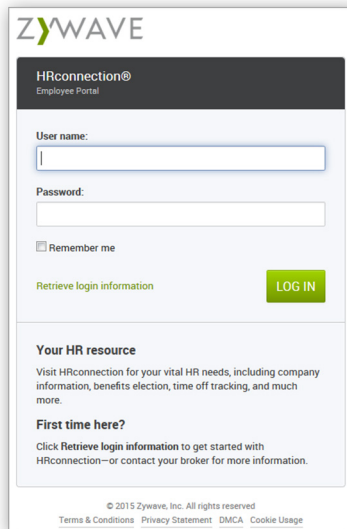 ZYWAVE
HRconnection®
Employee Portal
User name:
Password:
Remember me
Retrieve login information
LOG IN
Your HR resource
Visit HRconnection for your vital HR needs, including company
information, benefits election, time off tracking, and much
more.
First time here?
Click Retrieve login information to get started with
HRconnection—or contact your broker for more information.
© 2015 Zywave, Inc. All rights reserved
Terms & Conditions Privacy Statement DMCA Cookie Usage